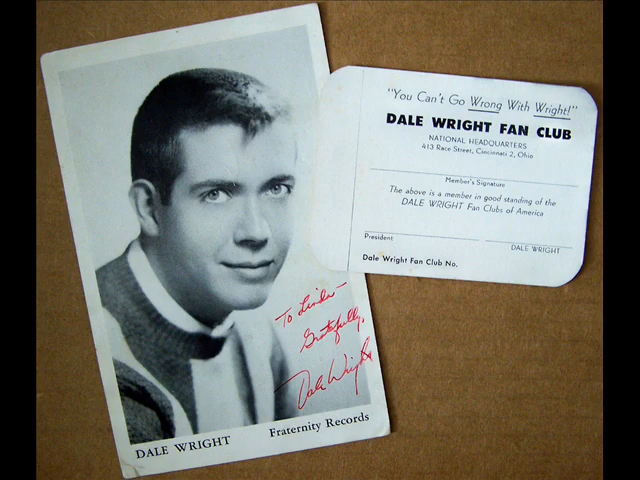 To Linda—
Gratefully,
Dale Wright
DALE WRIGHT
Fraternity Records
"You Can't Go Wrong With Wright!"
DALE WRIGHT FAN CLUB
NATIONAL HEADQUARTERS
413 Race Street, Cincinnati 2, Ohio
Member's Signature
The above is a member in good standing of the
DALE WRIGHT Fan Clubs of America
President:
DALE WRIGHT
Dale Wright Fan Club No.